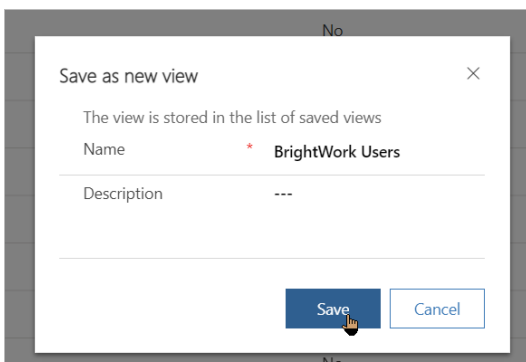 No
Save as new view
The view is stored in the list of saved views
Name * BrightWork Users
Description ---
Save Cancel
No